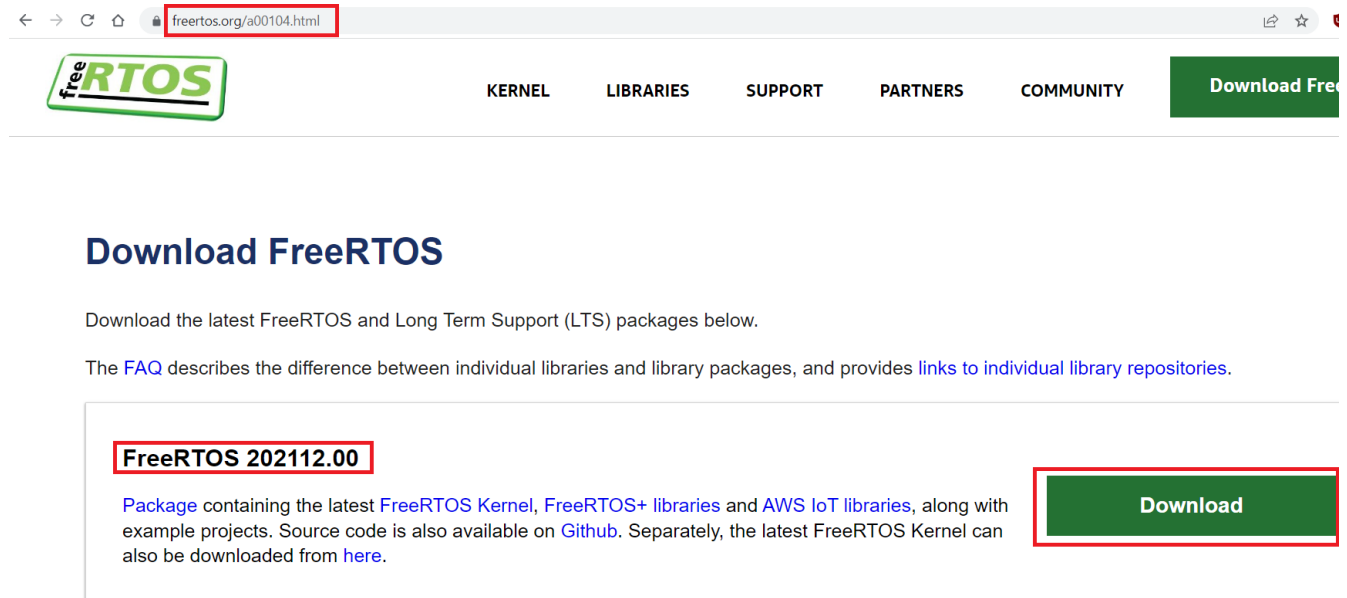 freertos.org/a00104.html
free RTOS
KERNEL LIBRARIES SUPPORT PARTNERS COMMUNITY Download
Download FreeRTOS
Download the latest FreeRTOS and Long Term Support (LTS) packages below.
The FAQ describes the difference between individual libraries and library packages, and provides links to individual library repositories.
FreeRTOS 202112.00
Package containing the latest FreeRTOS Kernel, FreeRTOS+ libraries and AWS IoT libraries, along with
example projects. Source code is also available on Github. Separately, the latest FreeRTOS Kernel can
also be downloaded from here.
Download